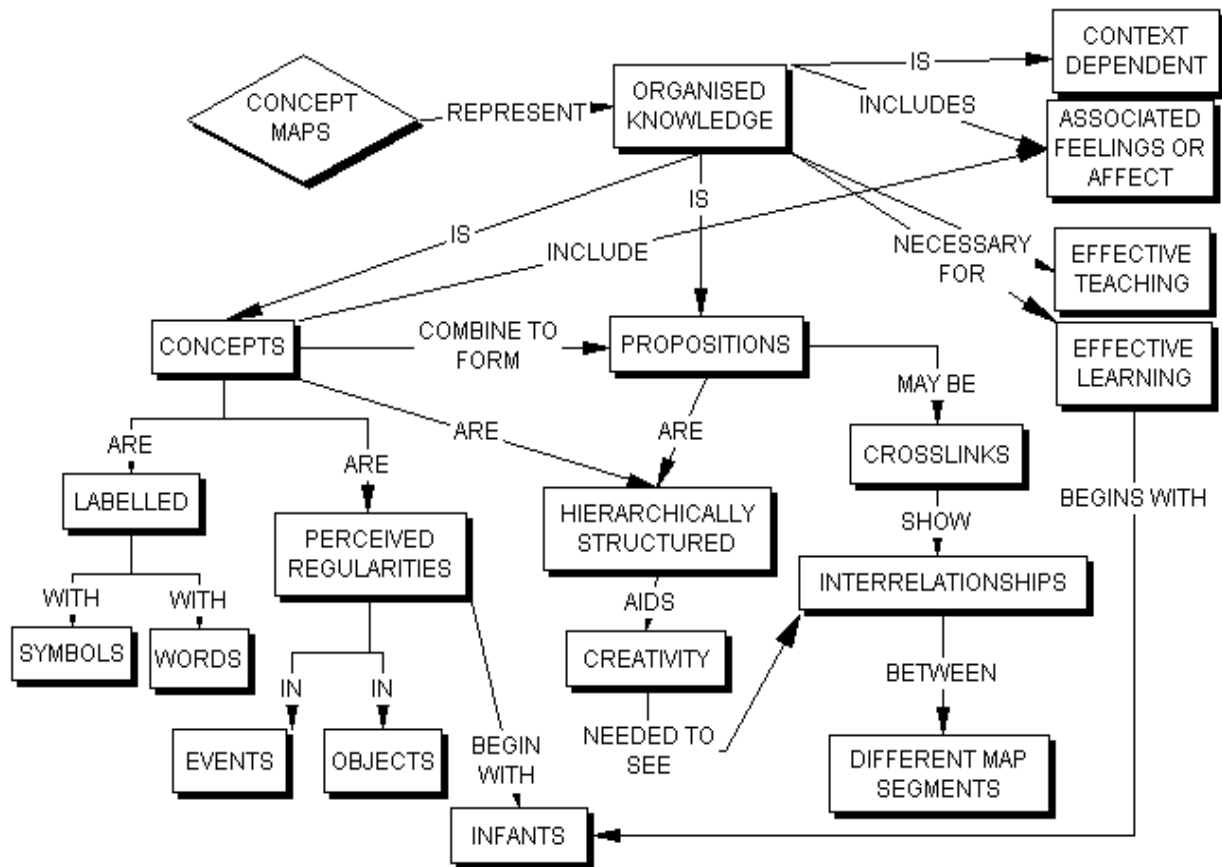 CONCEPT
MAPS
REPRESENT
ORGANISED
KNOWLEDGE
IS
CONTEXT
DEPENDENT
INCLUDES
ASSOCIATED
FEELINGS OR
AFFECT
IS
IS
INCLUDE
NECESSARY
FOR
EFFECTIVE
TEACHING
CONCEPTS
COMBINE TO
FORM
PROPOSITIONS
EFFECTIVE
LEARNING
MAY BE
ARE
ARE
ARE
ARE
CROSSLINKS
LABELLED
BEGINS WITH
PERCEIVED
REGULARITIES
HIERARCHICALLY
STRUCTURED
SHOW
INTERRELATIONSHIPS
WITH
WITH
AIDS
SYMBOLS
WORDS
CREATIVITY
BETWEEN
IN
IN
NEEDED TO
SEE
EVENTS
OBJECTS
BEGIN
WITH
DIFFERENT MAP
SEGMENTS
INFANTS